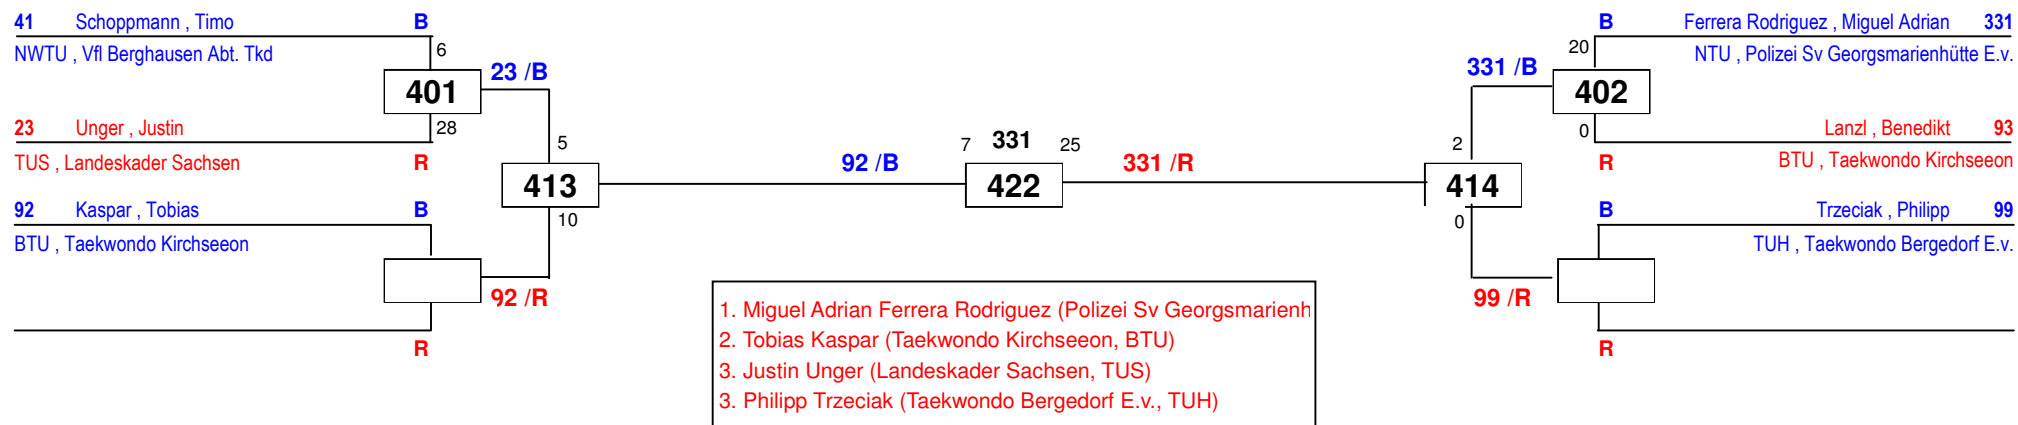 41 Schoppmann , Timo B
NWTU , Vfl Berghausen Abt. Tkd
6
401
23 /B
28
23 Unger , Justin
TUS , Landeskader Sachsen R
92 Kaspar , Tobias B
BTU , Taekwondo Kirchseeon
92 /R
R
5
413
10
92 /B
7 331 25
422
331 /R
1. Miguel Adrian Ferrera Rodriguez (Polizei Sv Georgsmarienh
2. Tobias Kaspar (Taekwondo Kirchseeon, BTU)
3. Justin Unger (Landeskader Sachsen, TUS)
3. Philipp Trzeciak (Taekwondo Bergedorf E.v., TUH)
2
414
0
B Ferrera Rodriguez , Miguel Adrian 331
20
NTU , Polizei Sv Georgsmarienhütte E.v.
331 /B
402
0
Lanzl , Benedikt 93
R BTU , Taekwondo Kirchseeon
B Trzeciak , Philipp 99
TUH , Taekwondo Bergedorf E.v.
99 /R
R